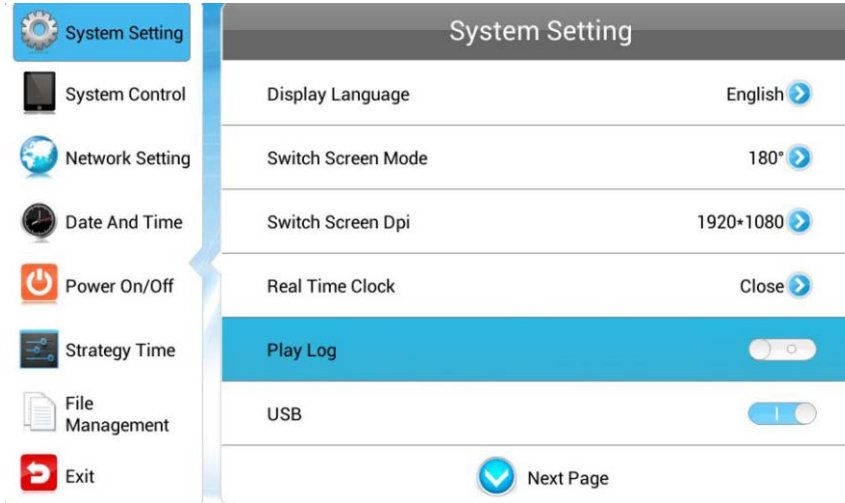 System Setting
System Control
Network Setting
Date And Time
Power On/Off
Strategy Time
File
Management
Exit
System Setting
Display Language English
Switch Screen Mode 180°
Switch Screen Dpi 1920*1080
Real Time Clock Close
Play Log
USB
Next Page